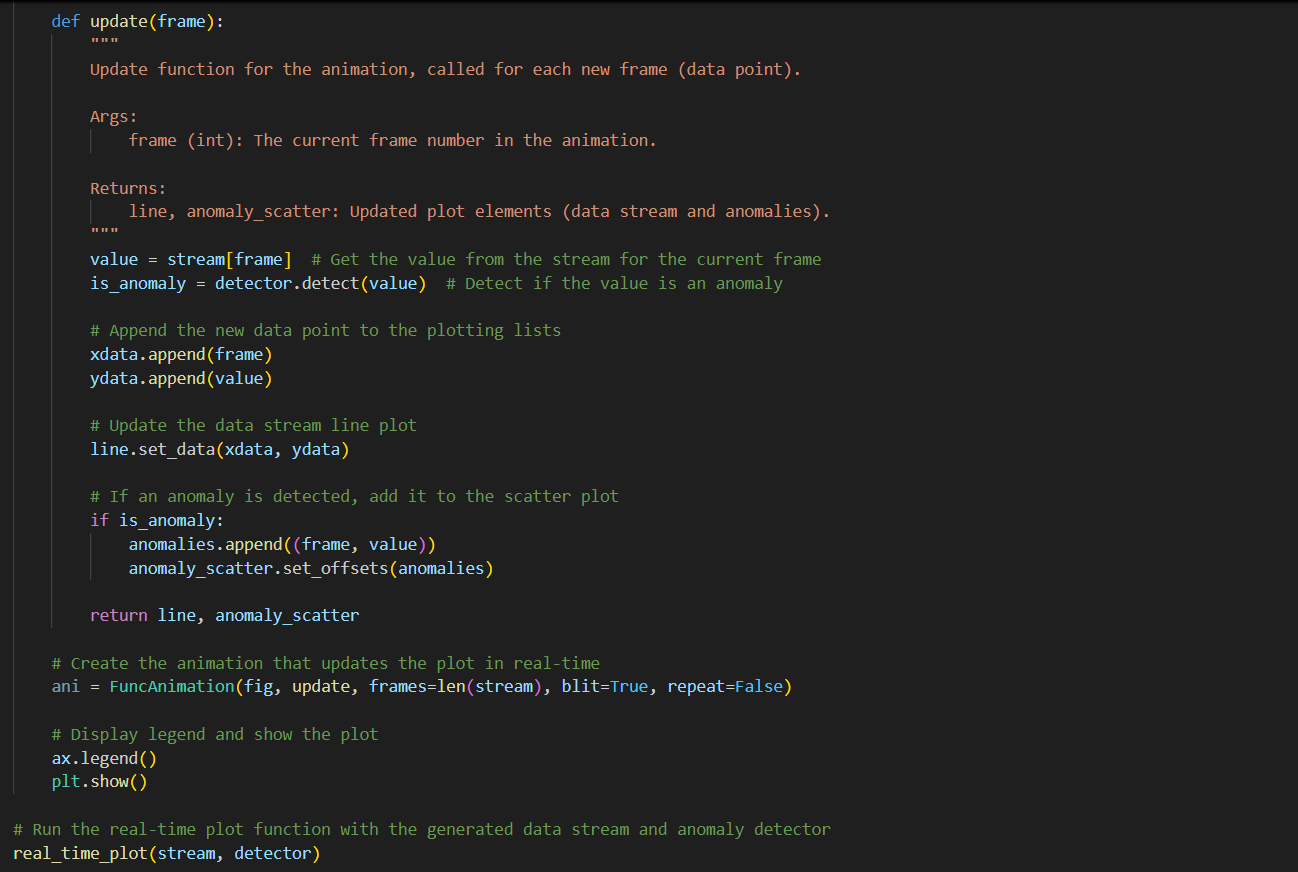 def update(frame):
"""
Update function for the animation, called for each new frame (data point).
Args:
frame (int): The current frame number in the animation.
Returns:
line, anomaly_scatter: Updated plot elements (data stream and anomalies).
"""
value = stream[frame]  # Get the value from the stream for the current frame
is_anomaly = detector.detect(value)  # Detect if the value is an anomaly
# Append the new data point to the plotting lists
xdata.append(frame)
ydata.append(value)
# Update the data stream line plot
line.set_data(xdata, ydata)
# If an anomaly is detected, add it to the scatter plot
if is_anomaly:
anomalies.append((frame, value))
anomaly_scatter.set_offsets(anomalies)
return line, anomaly_scatter
# Create the animation that updates the plot in real-time
ani = FuncAnimation(fig, update, frames=len(stream), blit=True, repeat=False)
# Display legend and show the plot
ax.legend()
plt.show()
# Run the real-time plot function with the generated data stream and anomaly detector
real_time_plot(stream, detector)